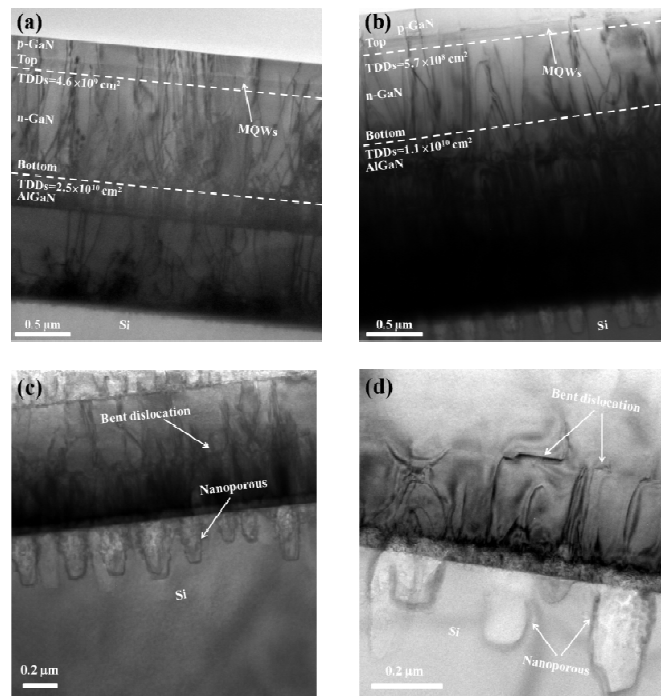 (a)
p-GaN
Top
TDDs=4.6×10⁹ cm²
n-GaN
MQWs
Bottom
TDDs=2.5×10¹⁰ cm²
AlGaN
Si
0.5 μm
(b)
p-GaN
Top
TDDs=5.7×10⁸ cm²
MQWs
n-GaN
Bottom
TDDs=1.1×10¹⁰ cm²
AlGaN
Si
0.5 μm
(c)
Bent dislocation
Nanoporous
Si
0.2 μm
(d)
Bent dislocation
Si
Nanoporous
0.2 μm